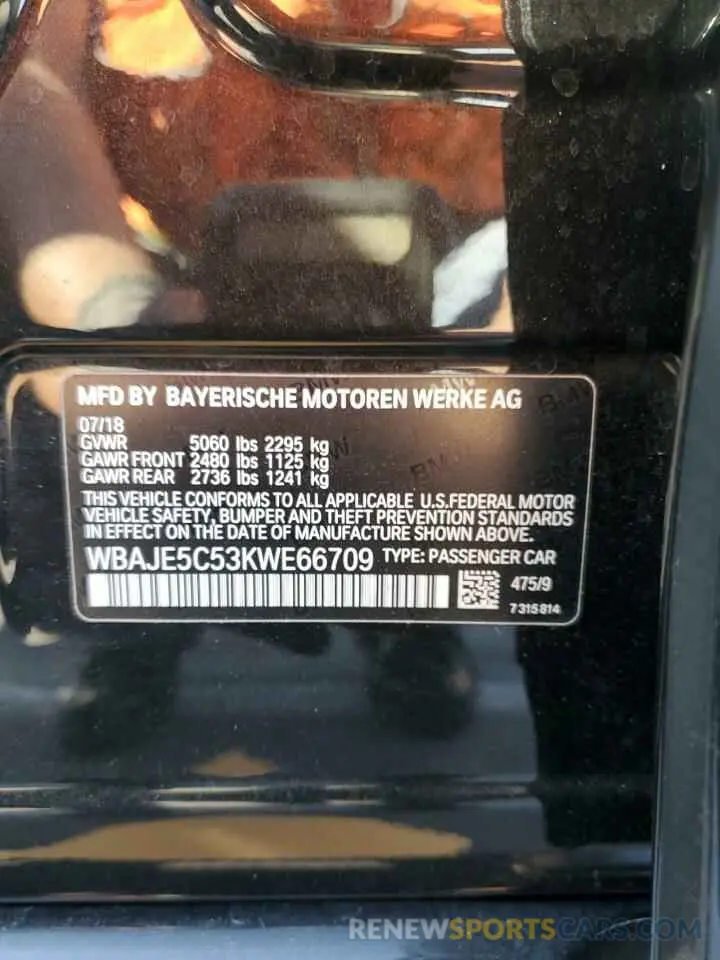 MFD BY BAYERISCHE MOTOREN WERKE AG
07/18
GVWR 5060 lbs 2295 kg
GAWR FRONT 2480 lbs 1125 kg
GAWR REAR 2736 lbs 1241 kg
THIS VEHICLE CONFORMS TO ALL APPLICABLE U.S.FEDERAL MOTOR
VEHICLE SAFETY, BUMPER AND THEFT PREVENTION STANDARDS
IN EFFECT ON THE DATE OF MANUFACTURE SHOWN ABOVE.
WBAJE5C53KWE66709 TYPE: PASSENGER CAR
475/9
7315814
RENEWSPORTSCARS.COM